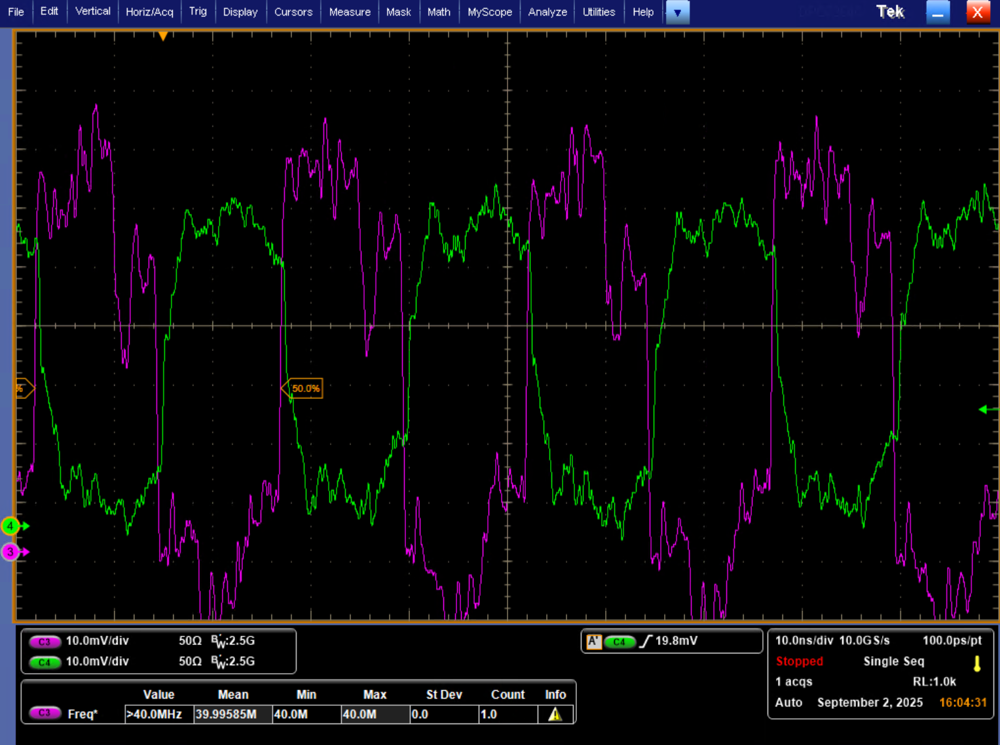 File Edit Vertical Horiz/Acq Trig Display Cursors Measure Mask Math MyScope Analyze Utilities Help Tek X
% 50.0%
4
3
C3 10.0mV/div 50Ω BW:2.5G
C4 10.0mV/div 50Ω BW:2.5G
A' C4 19.8mV
10.0ns/div 10.0GS/s 100.0ps/pt
Stopped Single Seq
1 acqs RL:1.0k
Auto September 2, 2025 16:04:31
Value Mean Min Max St Dev Count Info
C3 Freq* >40.0MHz 39.99585M 40.0M 40.0M 0.0 1.0